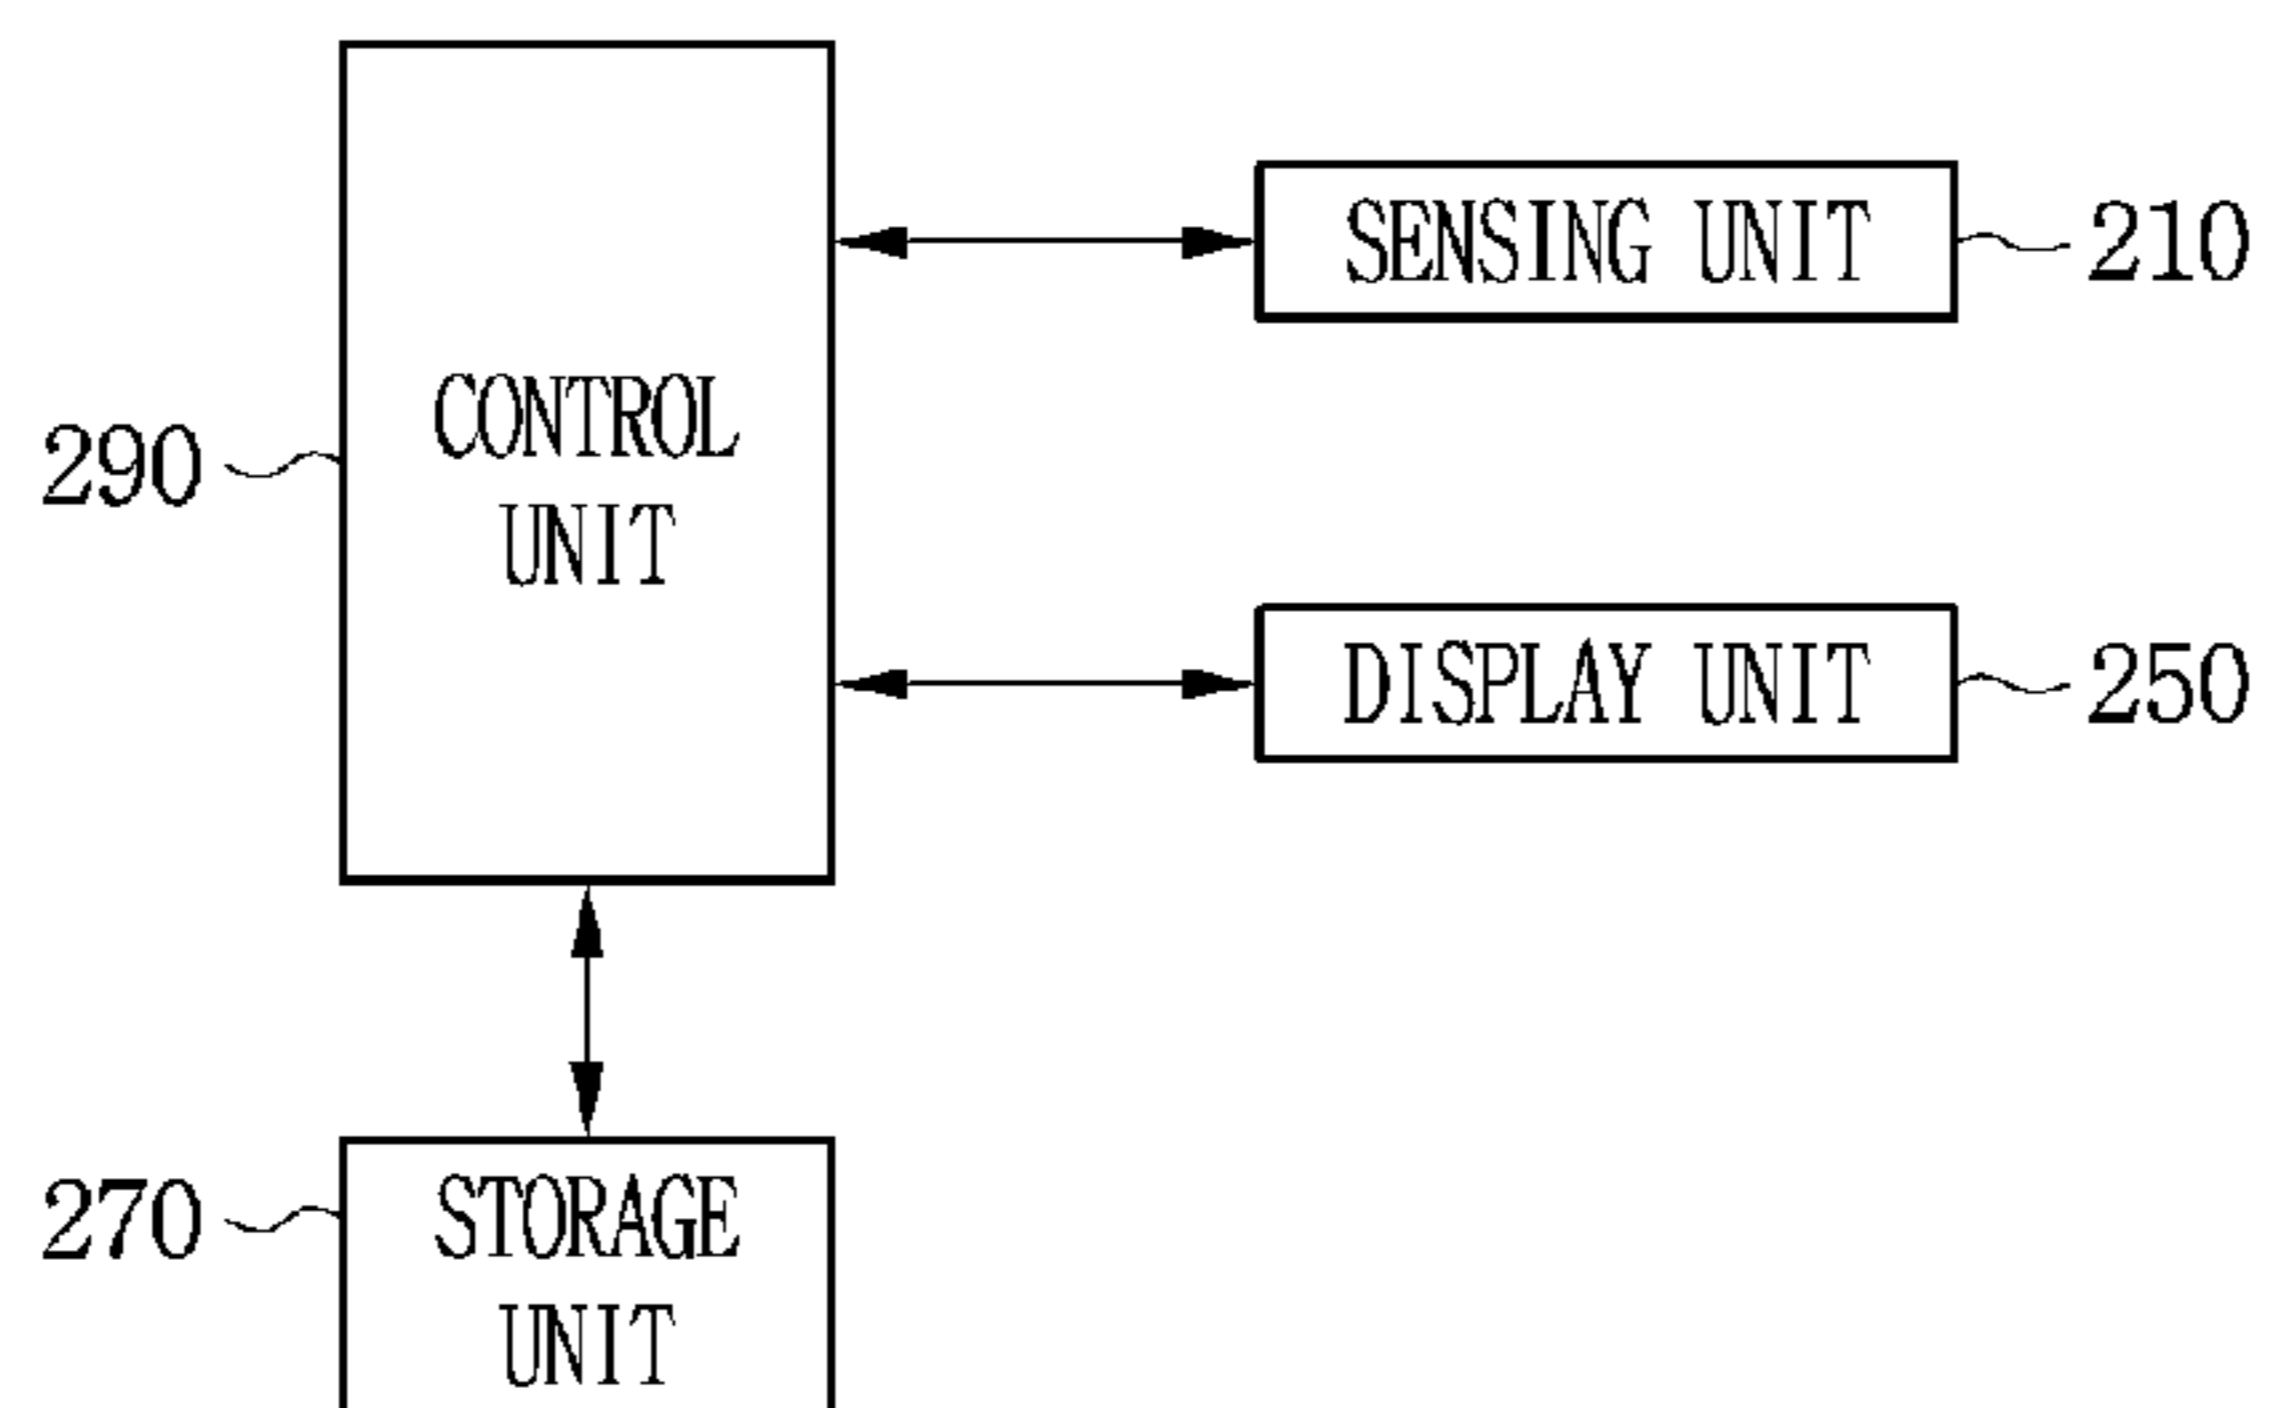 SENSING UNIT
210
CONTROL
UNIT
290
DISPLAY UNIT
250
STORAGE
UNIT
270